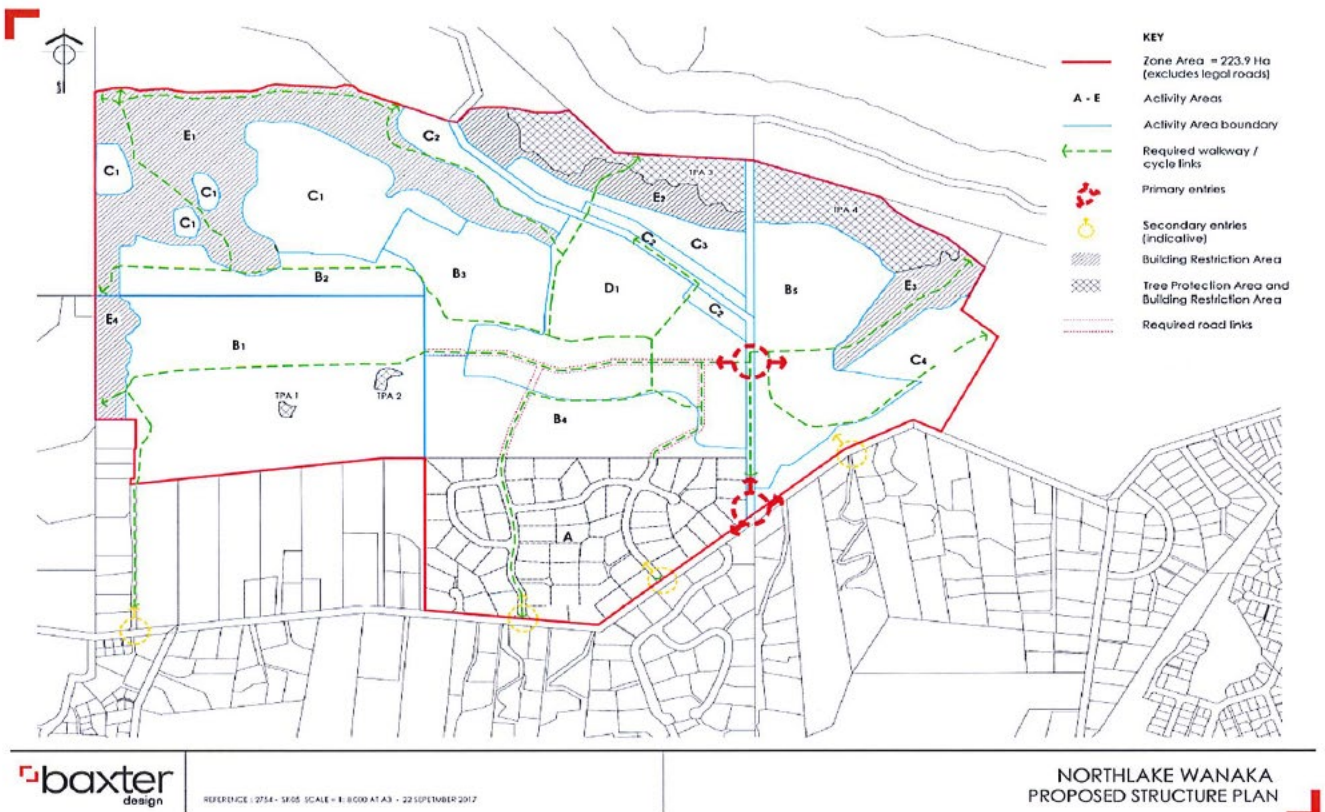 KEY
Zone Area = 223.9 Ha
(excludes legal roads)
A - E Activity Areas
Activity Area boundary
Required walkway /
cycle links
Primary entries
Secondary entries
(indicative)
Building Restriction Area
Tree Protection Area and
Building Restriction Area
Required road links
E1
C2
C1
C1
C1
C1
TPA 3
E2
TPA 4
C2
C3
B2
B3
D1
B5
E3
C2
E4
B1
C4
TPA 1
TPA 2
B4
A
baxter
design
REFERENCE : 2754 - SK05 SCALE = 1: 8000 AT A3 - 22 SEPTEMBER 2017
NORTHLAKE WANAKA
PROPOSED STRUCTURE PLAN